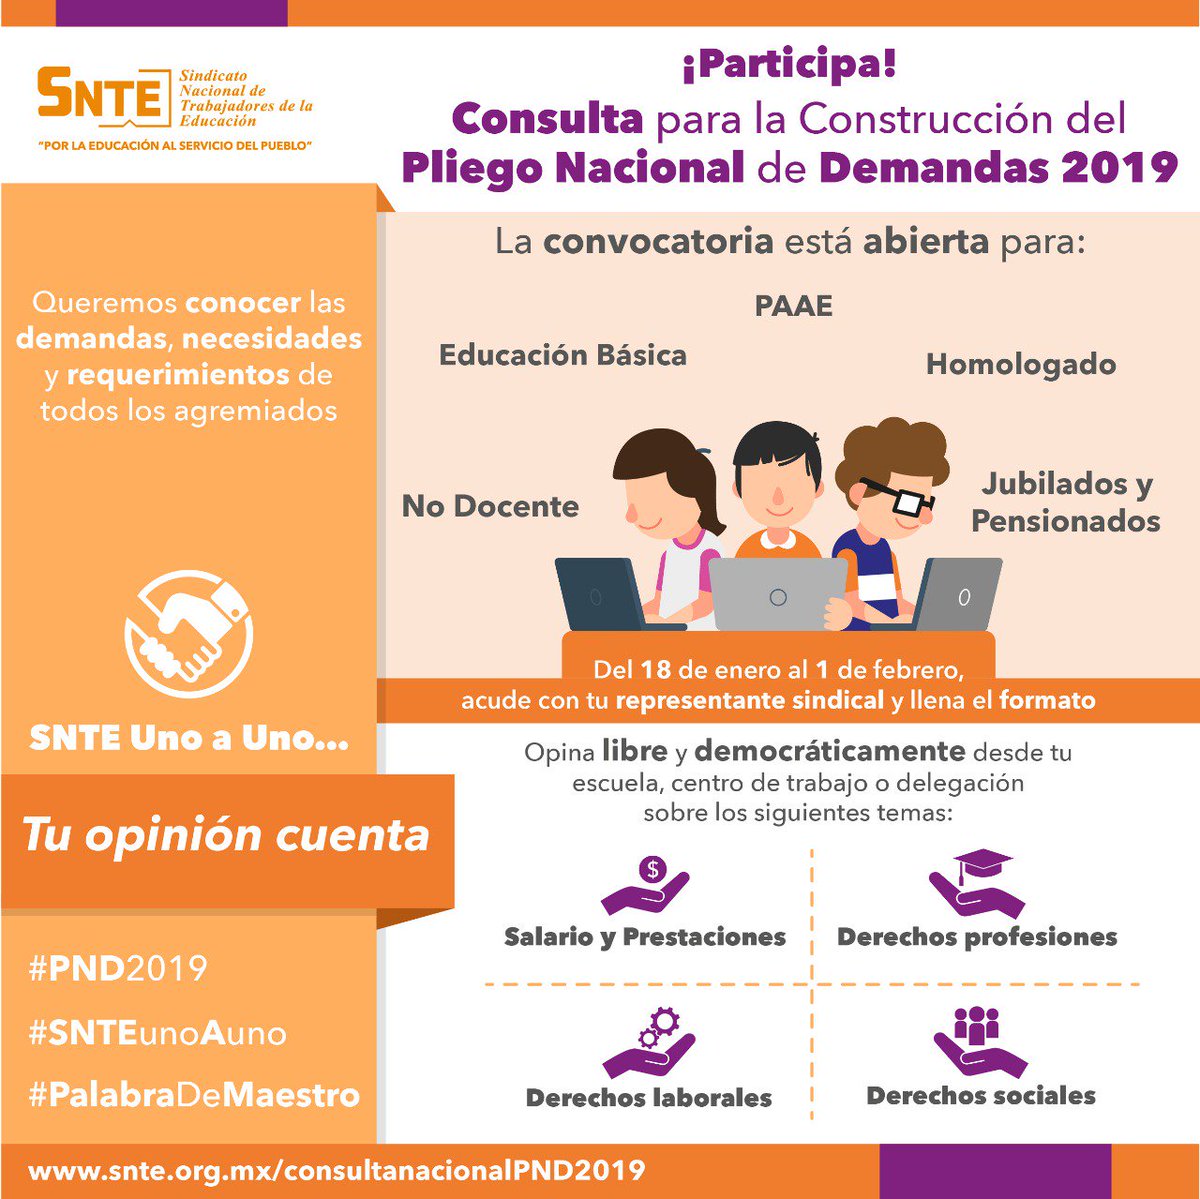 SNTE
Sindicato
Nacional de
Trabajadores de la
Educación
"POR LA EDUCACIÓN AL SERVICIO DEL PUEBLO"
¡Participa!
Consulta para la Construcción del
Pliego Nacional de Demandas 2019
Queremos conocer las
demandas, necesidades
y requerimientos de
todos los agremiados
SNTE Uno a Uno...
Tu opinión cuenta
#PND2019
#SNTEunoAuno
#PalabraDeMaestro
La convocatoria está abierta para:
PAAE
Educación Básica
Homologado
No Docente
Jubilados y
Pensionados
Del 18 de enero al 1 de febrero,
acude con tu representante sindical y llena el formato
Opina libre y democráticamente desde tu
escuela, centro de trabajo o delegación
sobre los siguientes temas:
$
Salario y Prestaciones
Derechos profesiones
Derechos laborales
Derechos sociales
www.snte.org.mx/consultanacionalPND2019